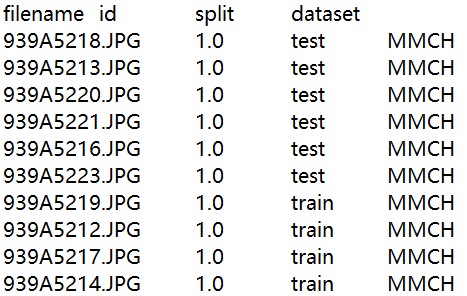 filename id split dataset
939A5218.JPG 1.0 test MMCH
939A5213.JPG 1.0 test MMCH
939A5220.JPG 1.0 test MMCH
939A5221.JPG 1.0 test MMCH
939A5216.JPG 1.0 test MMCH
939A5223.JPG 1.0 test MMCH
939A5219.JPG 1.0 train MMCH
939A5212.JPG 1.0 train MMCH
939A5217.JPG 1.0 train MMCH
939A5214.JPG 1.0 train MMCH